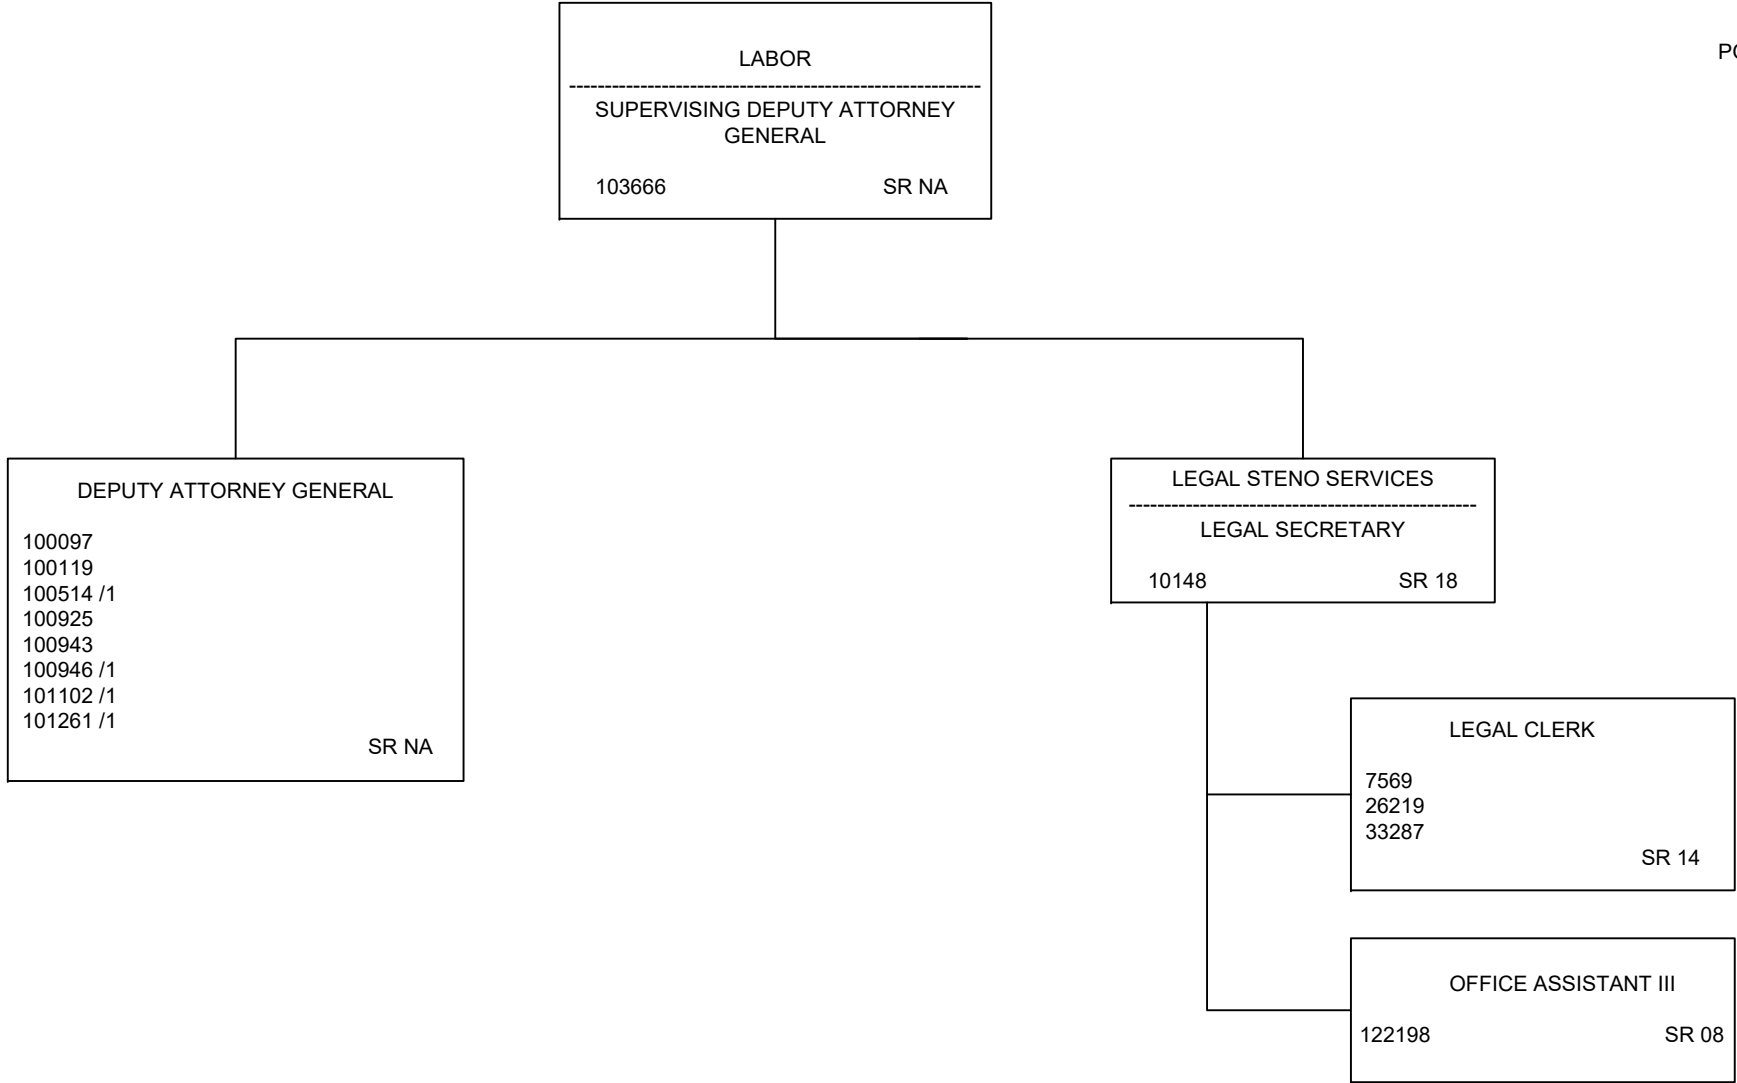 LABOR
SUPERVISING DEPUTY ATTORNEY
GENERAL
103666 SR NA
DEPUTY ATTORNEY GENERAL
100097
100119
100514 /1
100925
100943
100946 /1
101102 /1
101261 /1
SR NA
LEGAL STENO SERVICES
LEGAL SECRETARY
10148 SR 18
LEGAL CLERK
7569
26219
33287
SR 14
OFFICE ASSISTANT III
122198 SR 08